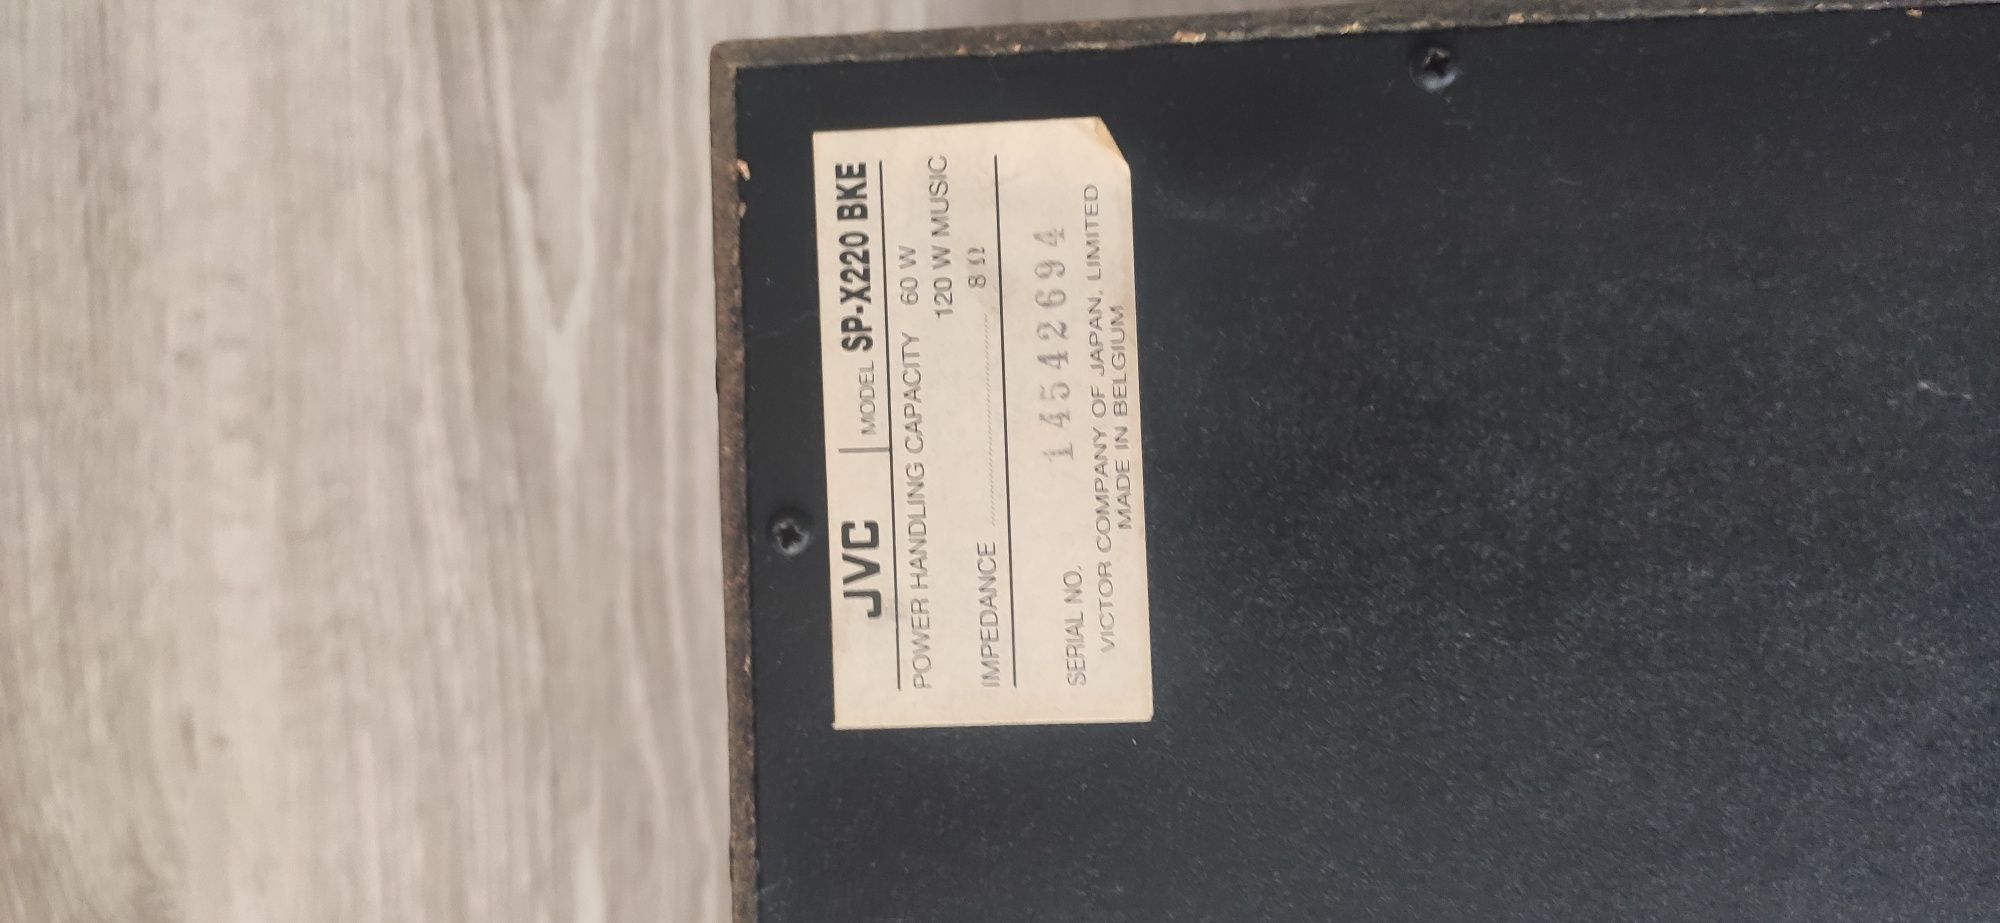 JVC MODEL SP-X220 BKE
POWER HANDLING CAPACITY 60 W
120 W MUSIC
IMPEDANCE ........................ 8 Ω
SERIAL NO. 14542694
VICTOR COMPANY OF JAPAN, LIMITED
MADE IN BELGIUM